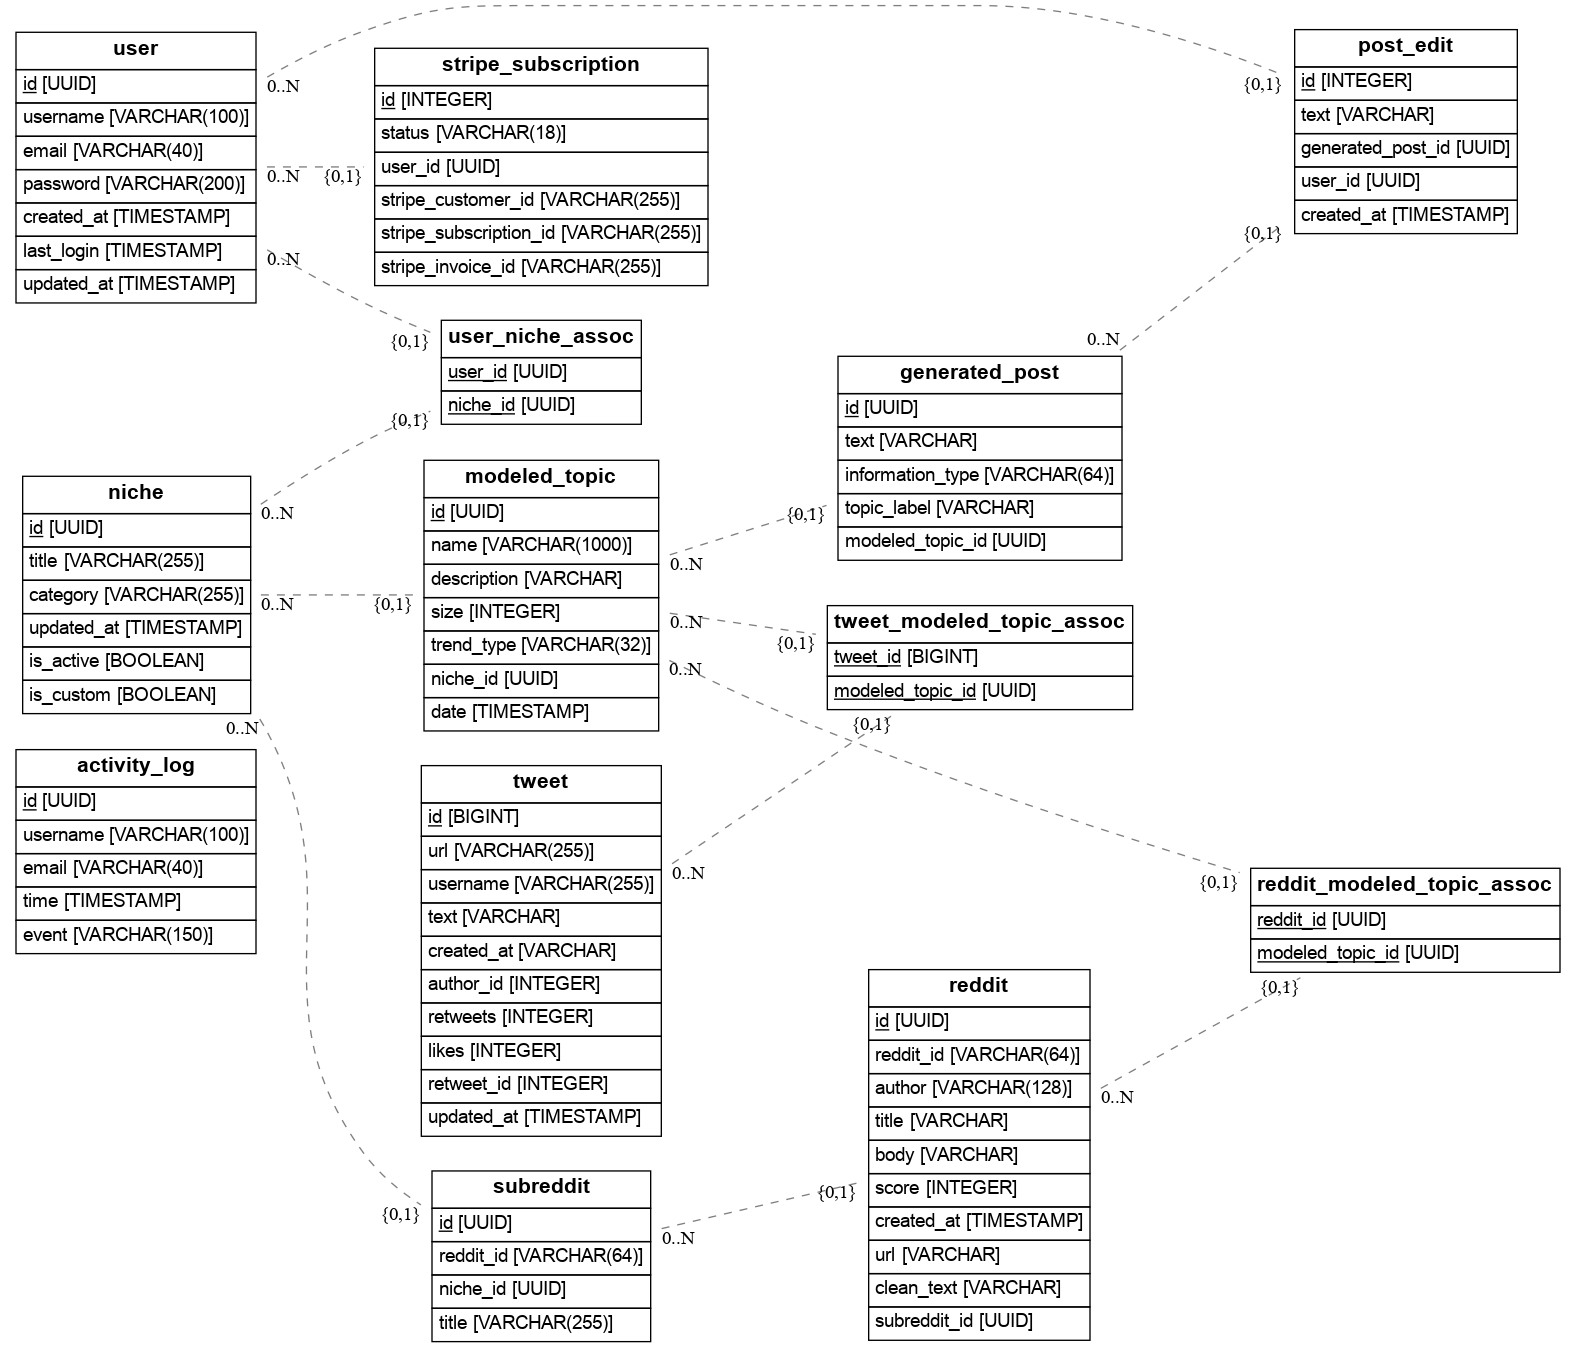 user
id [UUID]
username [VARCHAR(100)]
email [VARCHAR(40)]
password [VARCHAR(200)]
created_at [TIMESTAMP]
last_login [TIMESTAMP]
updated_at [TIMESTAMP]
0..N
{0,1}
0..N
{0,1}
0..N
{0,1}
stripe_subscription
id [INTEGER]
status [VARCHAR(18)]
user_id [UUID]
stripe_customer_id [VARCHAR(255)]
stripe_subscription_id [VARCHAR(255)]
stripe_invoice_id [VARCHAR(255)]
post_edit
id [INTEGER]
text [VARCHAR]
generated_post_id [UUID]
user_id [UUID]
created_at [TIMESTAMP]
{0,1}
0..N
user_niche_assoc
user_id [UUID]
niche_id [UUID]
{0,1}
0..N
generated_post
id [UUID]
text [VARCHAR]
information_type [VARCHAR(64)]
topic_label [VARCHAR]
modeled_topic_id [UUID]
{0,1}
0..N
niche
id [UUID]
title [VARCHAR(255)]
category [VARCHAR(255)]
updated_at [TIMESTAMP]
is_active [BOOLEAN]
is_custom [BOOLEAN]
0..N
{0,1}
0..N
{0,1}
modeled_topic
id [UUID]
name [VARCHAR(1000)]
description [VARCHAR]
size [INTEGER]
trend_type [VARCHAR(32)]
niche_id [UUID]
date [TIMESTAMP]
0..N
{0,1}
0..N
{0,1}
tweet_modeled_topic_assoc
tweet_id [BIGINT]
modeled_topic_id [UUID]
{0,1}
0..N
activity_log
id [UUID]
username [VARCHAR(100)]
email [VARCHAR(40)]
time [TIMESTAMP]
event [VARCHAR(150)]
tweet
id [BIGINT]
url [VARCHAR(255)]
username [VARCHAR(255)]
text [VARCHAR]
created_at [VARCHAR]
author_id [INTEGER]
retweets [INTEGER]
likes [INTEGER]
retweet_id [INTEGER]
updated_at [TIMESTAMP]
reddit_modeled_topic_assoc
reddit_id [UUID]
modeled_topic_id [UUID]
{0,1}
0..N
reddit
id [UUID]
reddit_id [VARCHAR(64)]
author [VARCHAR(128)]
title [VARCHAR]
body [VARCHAR]
score [INTEGER]
created_at [TIMESTAMP]
url [VARCHAR]
clean_text [VARCHAR]
subreddit_id [UUID]
{0,1}
0..N
subreddit
id [UUID]
reddit_id [VARCHAR(64)]
niche_id [UUID]
title [VARCHAR(255)]